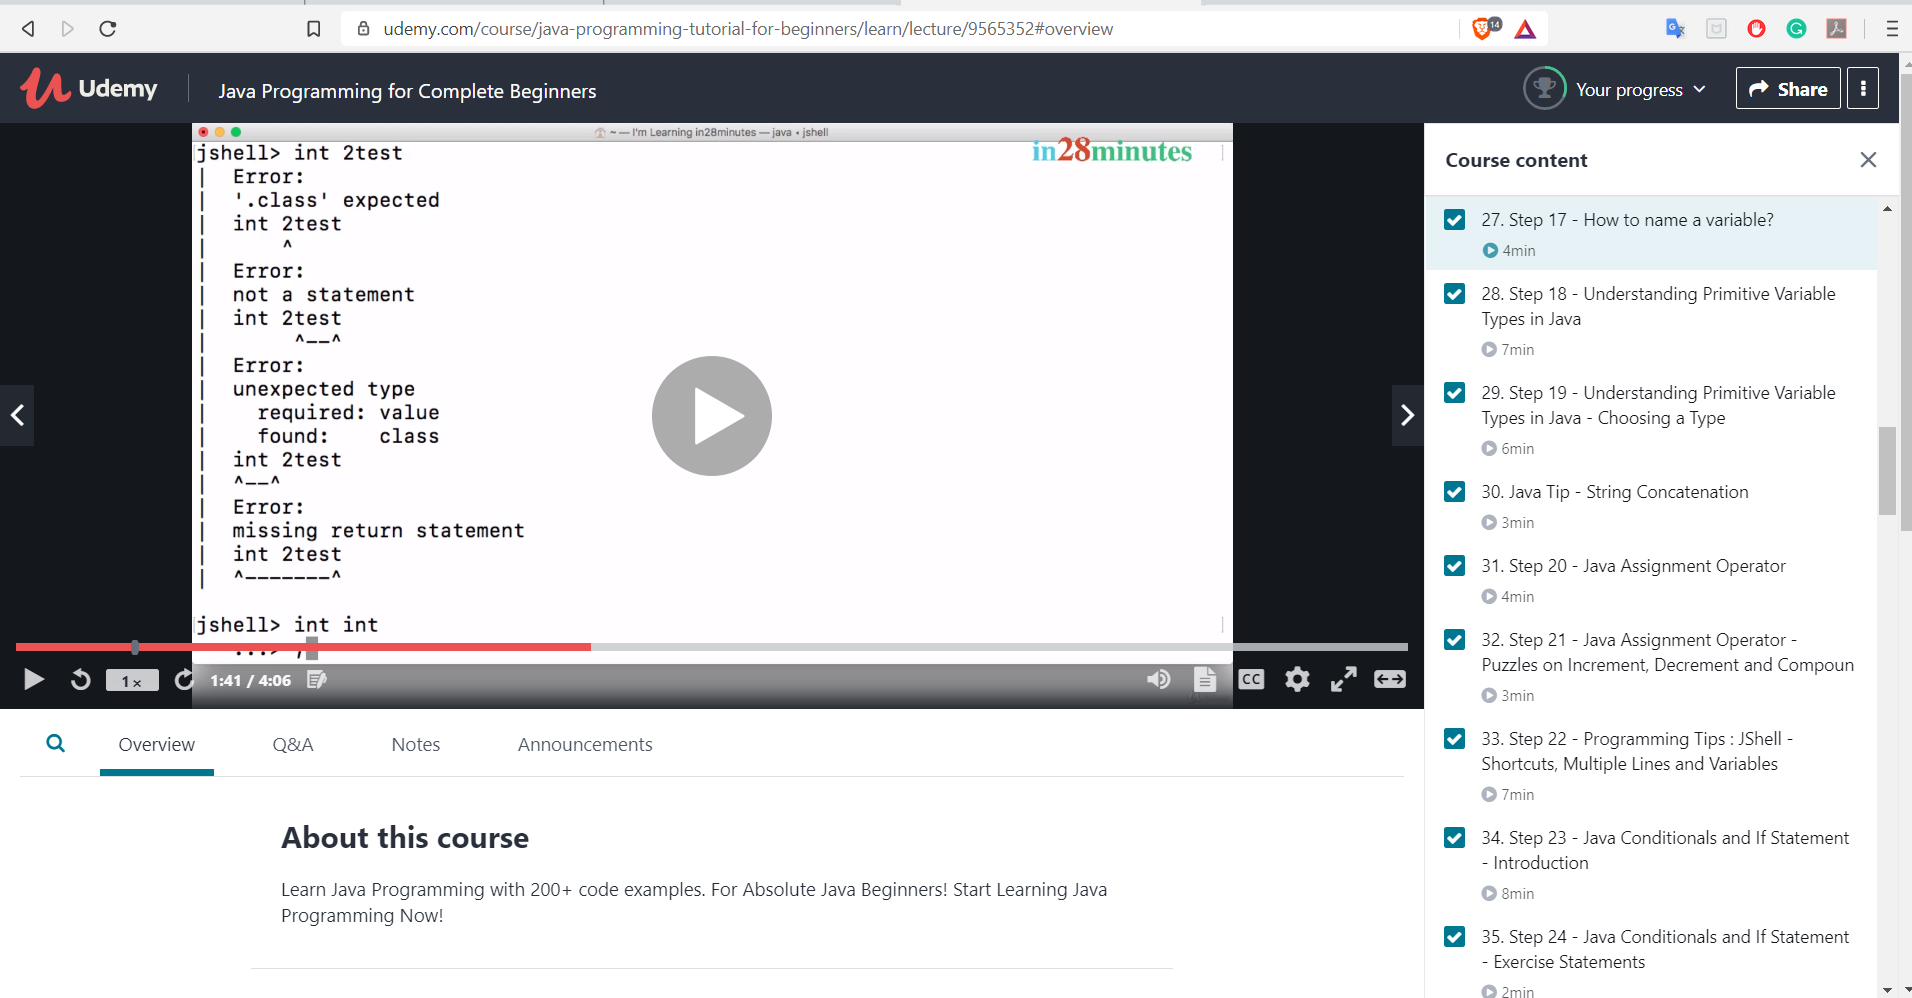 udemy.com/course/java-programming-tutorial-for-beginners/learn/lecture/9565352#overview
14
Udemy
Java Programming for Complete Beginners
Your progress
Share
~ — I'm Learning in28minutes — java • jshell
in28minutes
jshell> int 2test
| Error:
| '.class' expected
| int 2test
| ^
| Error:
| not a statement
| int 2test
| ^--^
| Error:
| unexpected type
| required: value
| found: class
| int 2test
| ^--^
| Error:
| missing return statement
| int 2test
| ^-------^
jshell> int int
...> ;
1x
1:41 / 4:06
CC
Overview
Q&A
Notes
Announcements
About this course
Learn Java Programming with 200+ code examples. For Absolute Java Beginners! Start Learning Java
Programming Now!
Course content
27. Step 17 - How to name a variable?
4min
28. Step 18 - Understanding Primitive Variable
Types in Java
7min
29. Step 19 - Understanding Primitive Variable
Types in Java - Choosing a Type
6min
30. Java Tip - String Concatenation
3min
31. Step 20 - Java Assignment Operator
4min
32. Step 21 - Java Assignment Operator -
Puzzles on Increment, Decrement and Compoun
3min
33. Step 22 - Programming Tips : JShell -
Shortcuts, Multiple Lines and Variables
7min
34. Step 23 - Java Conditionals and If Statement
- Introduction
8min
35. Step 24 - Java Conditionals and If Statement
- Exercise Statements
2min